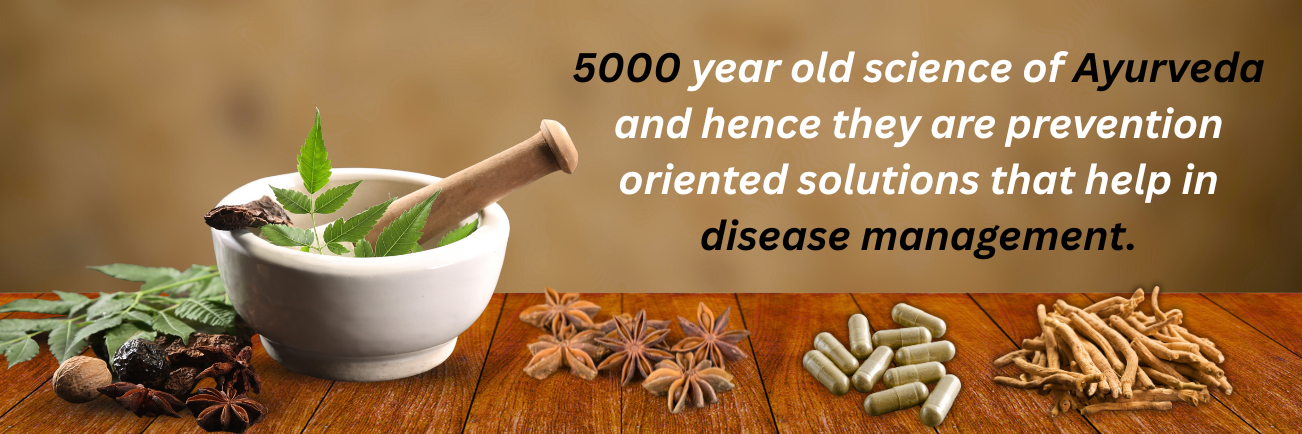 5000 year old science of Ayurveda
and hence they are prevention
oriented solutions that help in
disease management.